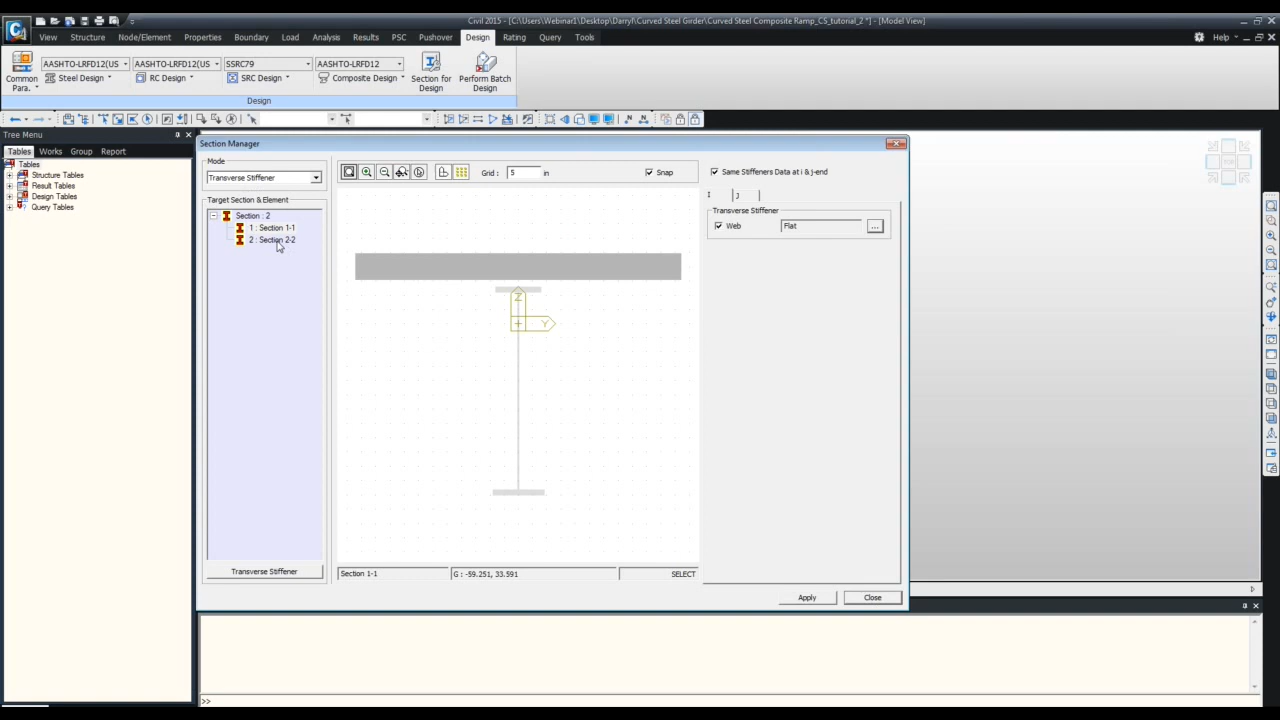 Civil 2015 - [C:\Users\Webinar1\Desktop\Darryl\Curved Steel Girder\Curved Steel Composite Ramp_CS_tutorial_2 *] - [Model View]
View Structure Node/Element Properties Boundary Load Analysis Results PSC Pushover Design Rating Query Tools Help
AASHTO-LRFD12(US AASHTO-LRFD12(US SSRC79 AASHTO-LRFD12
Common Para. Steel Design RC Design SRC Design Composite Design Section for Design Perform Batch Design
Design
Tree Menu
Tables Works Group Report
Tables
Structure Tables
Result Tables
Design Tables
Query Tables
Section Manager
Mode
Transverse Stiffener
Target Section & Element
Section : 2
1 : Section 1-1
2 : Section 2-2
Transverse Stiffener
Grid : 5 in
Snap
Z
Y
Section 1-1
G : -59.251, 33.591
SELECT
Same Stiffeners Data at i & j-end
I J
Transverse Stiffener
Web Flat ...
Apply Close
>>